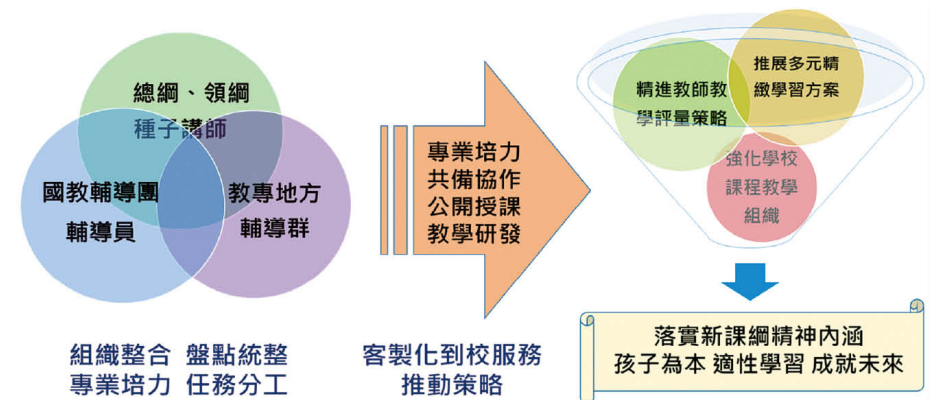 總綱、領綱
種子講師
國教輔導團
輔導員
教專地方
輔導群
組織整合 盤點統整
專業培力 任務分工
專業培力
共備協作
公開授課
教學研發
客製化到校服務
推動策略
精進教師教
學評量策略
推展多元精
緻學習方案
強化學校
課程教學
組織
落實新課綱精神內涵
孩子為本 適性學習 成就未來